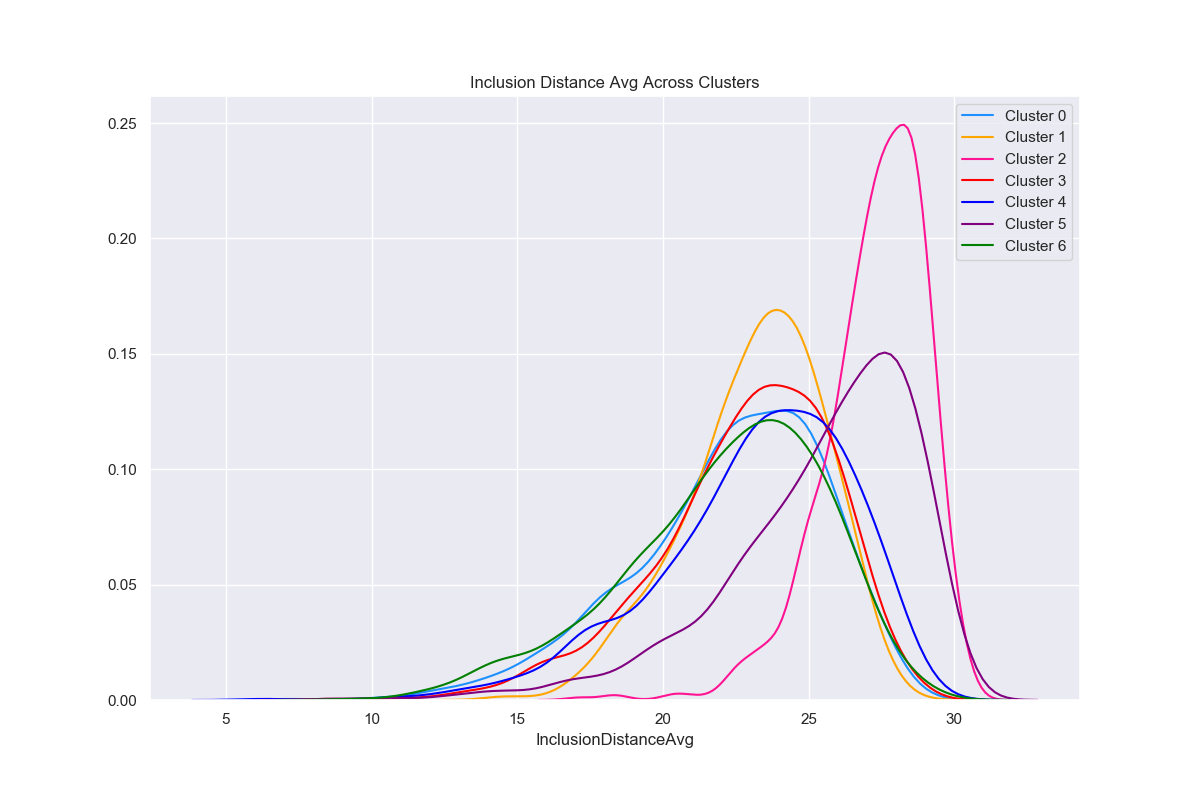 Inclusion Distance Avg Across Clusters
0.25
0.20
0.15
0.10
0.05
0.00
5 10 15 20 25 30
InclusionDistanceAvg
Cluster 0
Cluster 1
Cluster 2
Cluster 3
Cluster 4
Cluster 5
Cluster 6